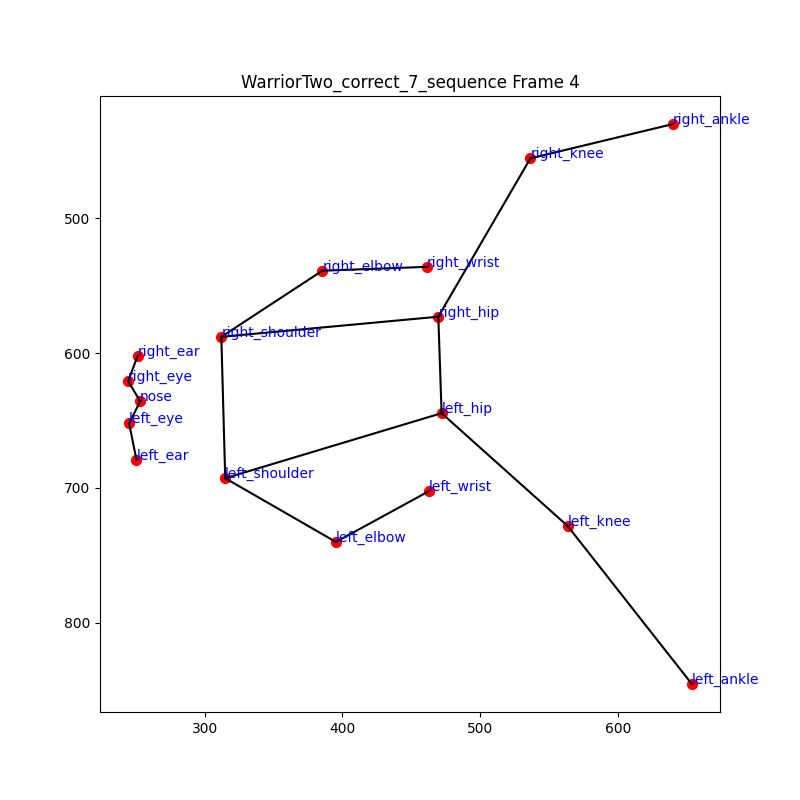 WarriorTwo_correct_7_sequence Frame 4
right_ankle
right_knee
500
right_elbow
right_wrist
right_hip
right_shoulder
600
right_ear
right_eye
nose
left_eye
left_hip
left_ear
left_shoulder
700
left_wrist
left_knee
left_elbow
800
left_ankle
300
400
500
600